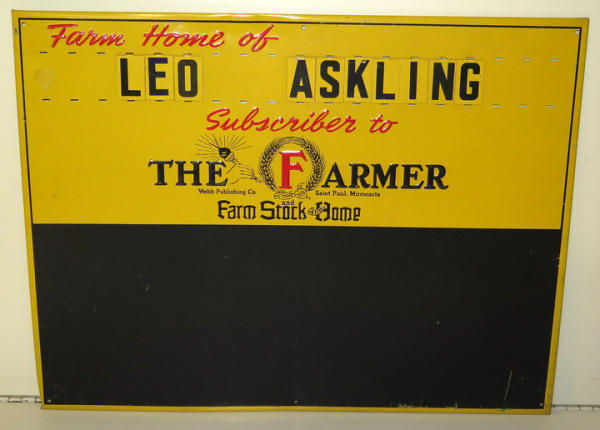 Farm Home of
LEO ASKLING
Subscriber to
THE FARMER
Webb Publishing Co. Saint Paul, Minnesota
and
Farm Stock & Home